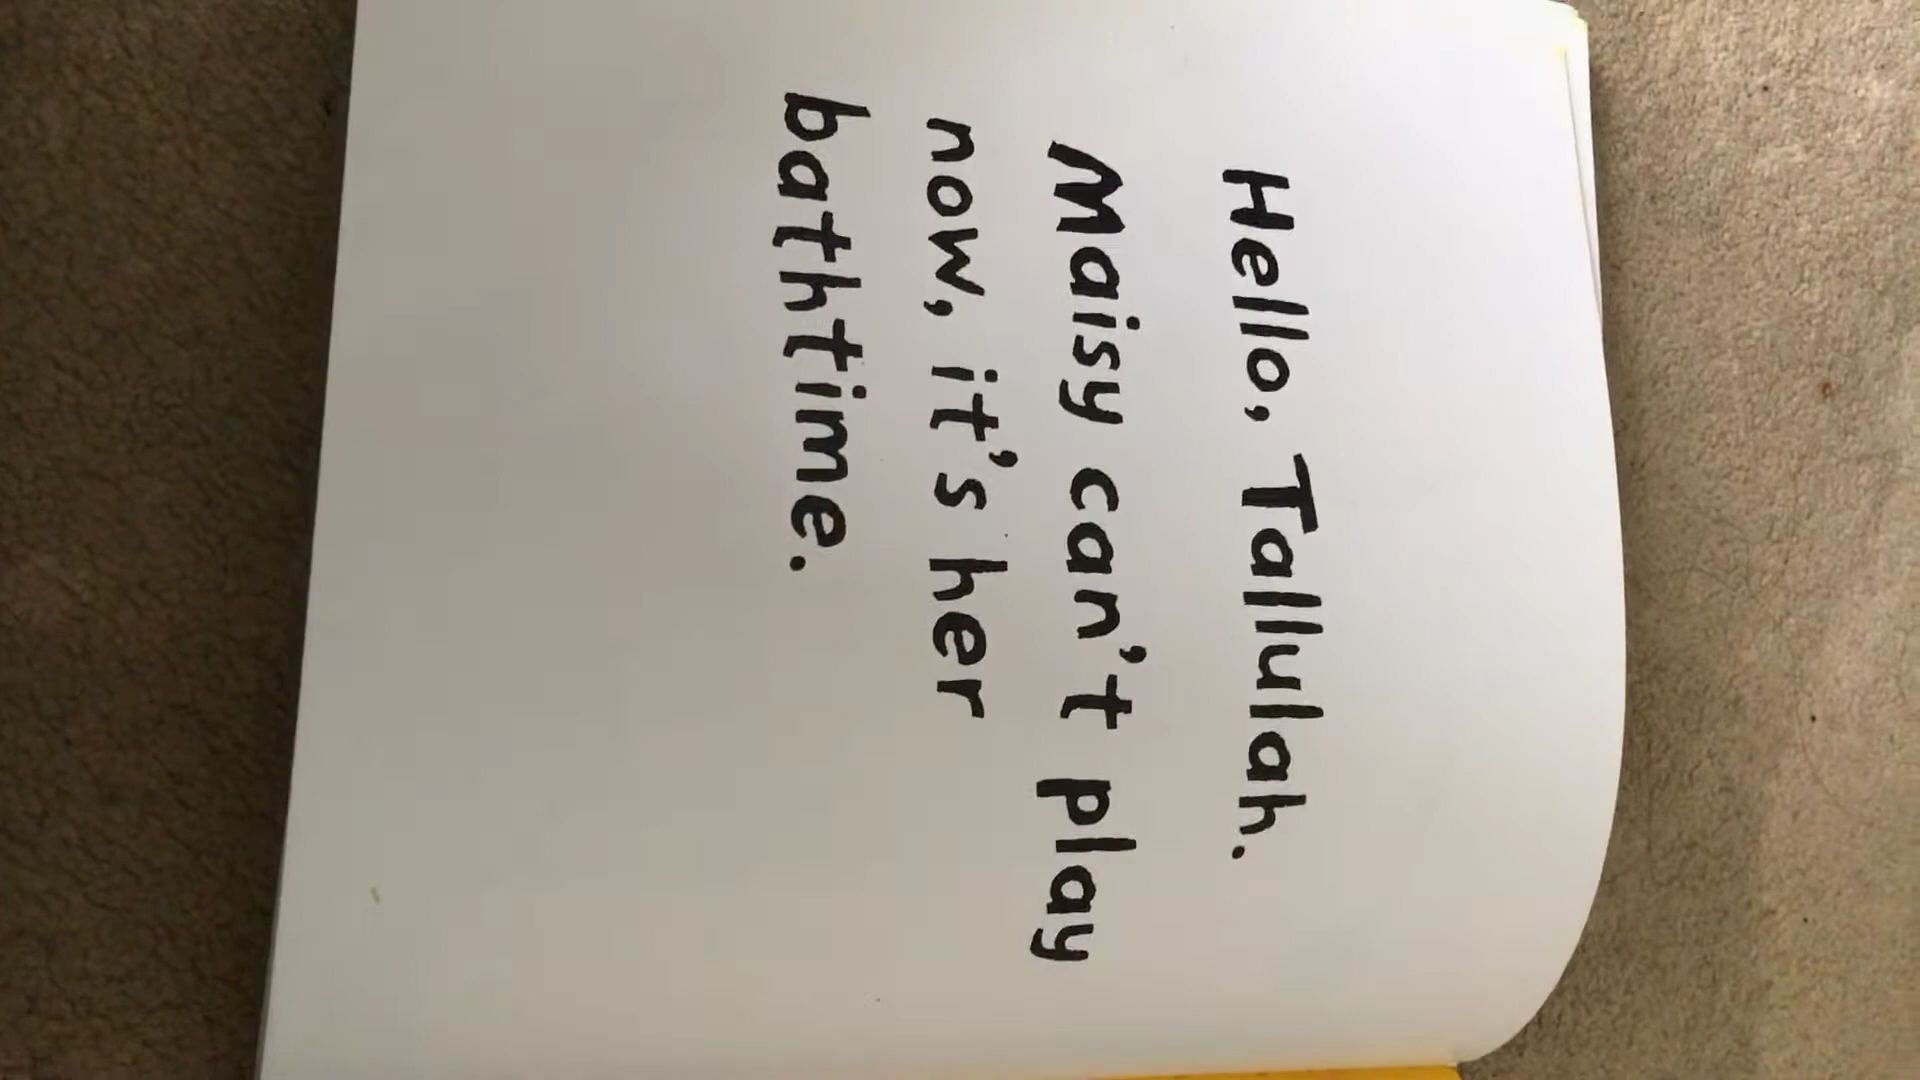 Hello, Tallulah.
Maisy can't play
now, it's her
bathtime.